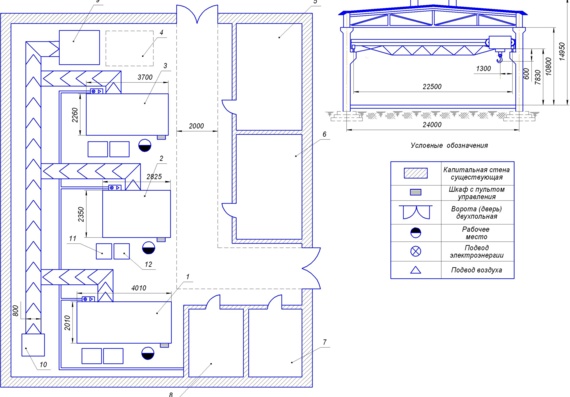 9
5
4
3700
3
2260
2000
6
2
2825
2350
11
12
1
4010
800
2010
10
7
8
1300
600
7830
10800
14950
22500
24000
Условные обозначения
Капитальная стена
существующая
Шкаф с пультом
управления
Ворота (дверь)
двухпольная
Рабочее
место
Подвод
электроэнергии
Подвод воздуха